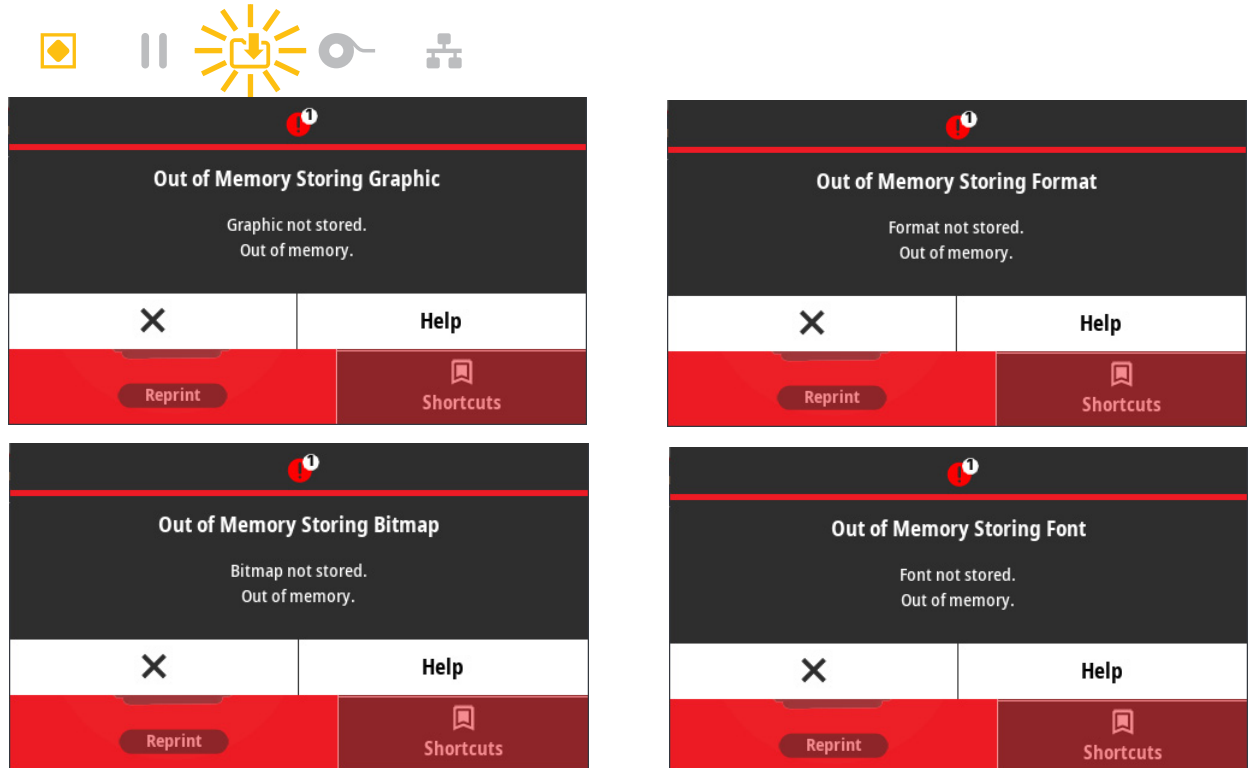 1
Out of Memory Storing Graphic
Graphic not stored.
Out of memory.
Help
Reprint
Shortcuts
1
Out of Memory Storing Format
Format not stored.
Out of memory.
Help
Reprint
Shortcuts
1
Out of Memory Storing Bitmap
Bitmap not stored.
Out of memory.
Help
Reprint
Shortcuts
1
Out of Memory Storing Font
Font not stored.
Out of memory.
Help
Reprint
Shortcuts